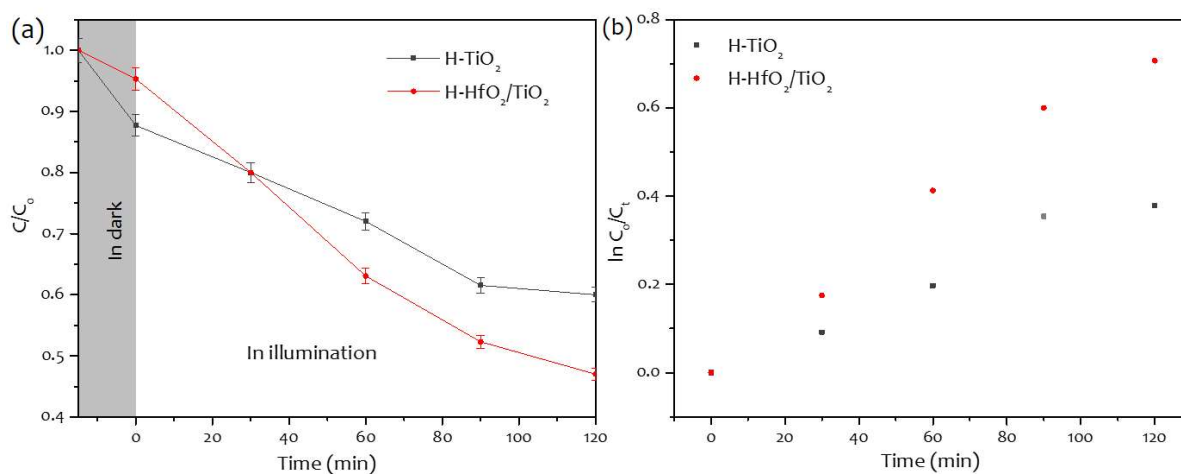 (a)
1.0
0.9
0.8
0.7
0.6
0.5
0.4
C/C₀
In dark
In illumination
H-TiO₂
H-HfO₂/TiO₂
0
20
40
60
80
100
120
Time (min)
(b)
0.8
0.6
0.4
0.2
0.0
ln C₀/Cₜ
H-TiO₂
H-HfO₂/TiO₂
0
20
40
60
80
100
120
Time (min)